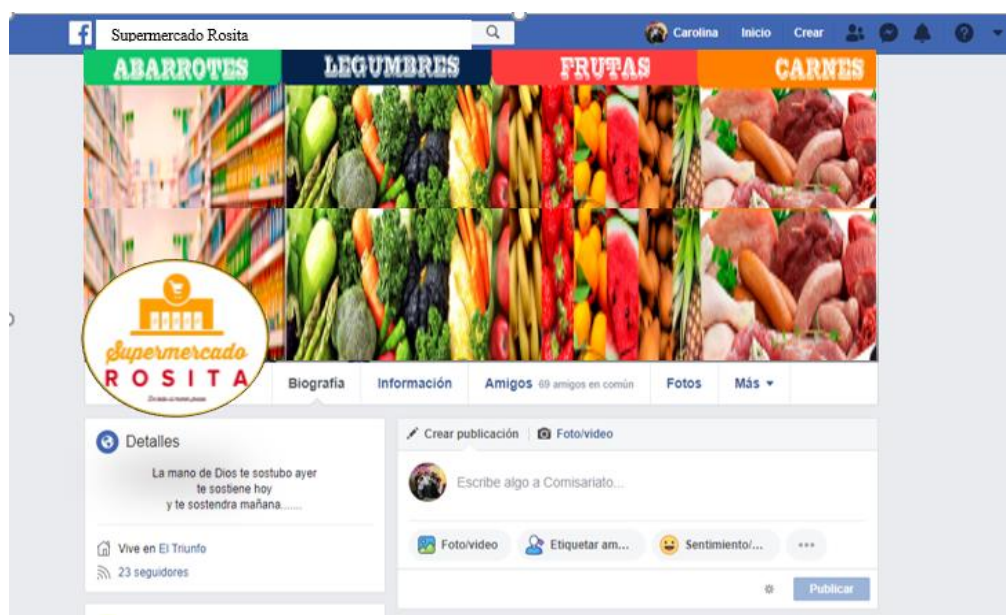 Supermercado Rosita
Carolina Inicio Crear
ABARROTES LEGUMBRES FRUTAS CARNES
Supermercado
ROSITA
Biografía Información Amigos 69 amigos en común Fotos Más
Detalles
La mano de Dios te sostubo ayer
te sostiene hoy
y te sostendra mañana.......
Vive en El Triunfo
23 seguidores
Crear publicación Foto/video
Escribe algo a Comisariato...
Foto/video Etiquetar am... Sentimiento/...
Publicar